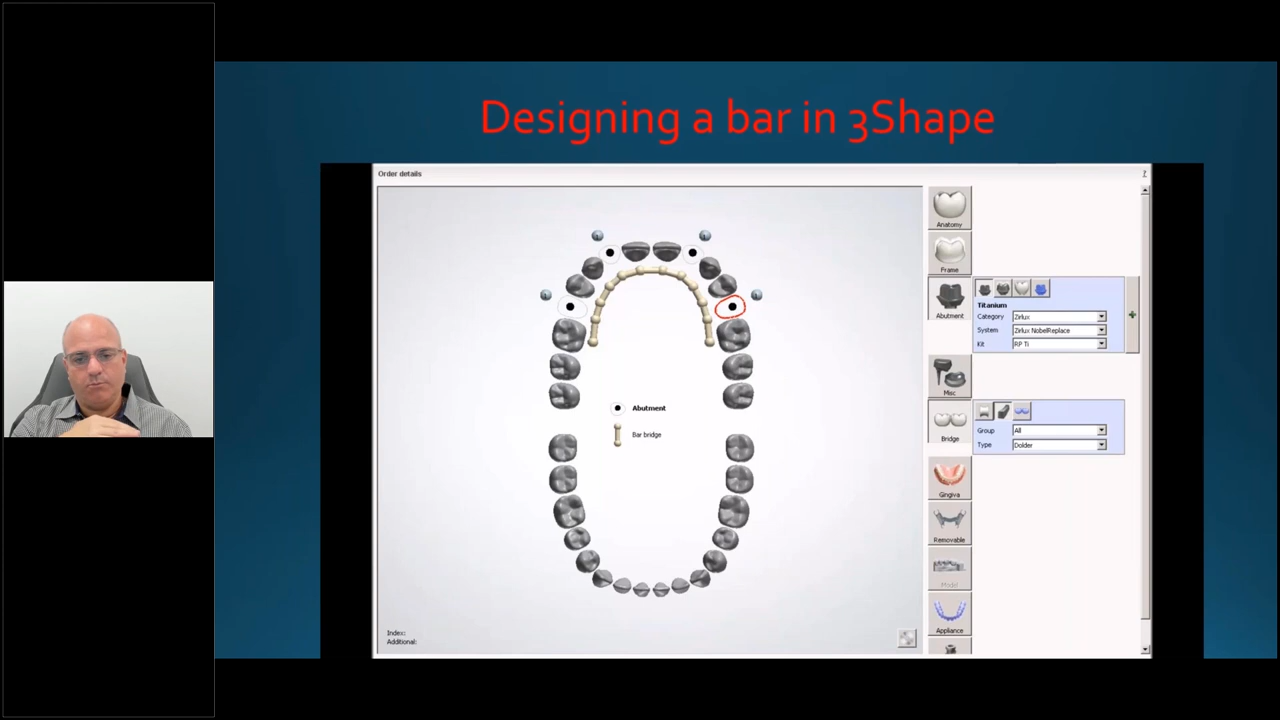 Designing a bar in 3Shape
Order details
?
Anatomy
Frame
Abutment
Titanium
Category Zirlux
System Zirlux NobelReplace
Kit RP Ti
Misc
Abutment
Bar bridge
Bridge
Group All
Type Dolder
Gingiva
Removable
Model
Appliance
Index:
Additional: